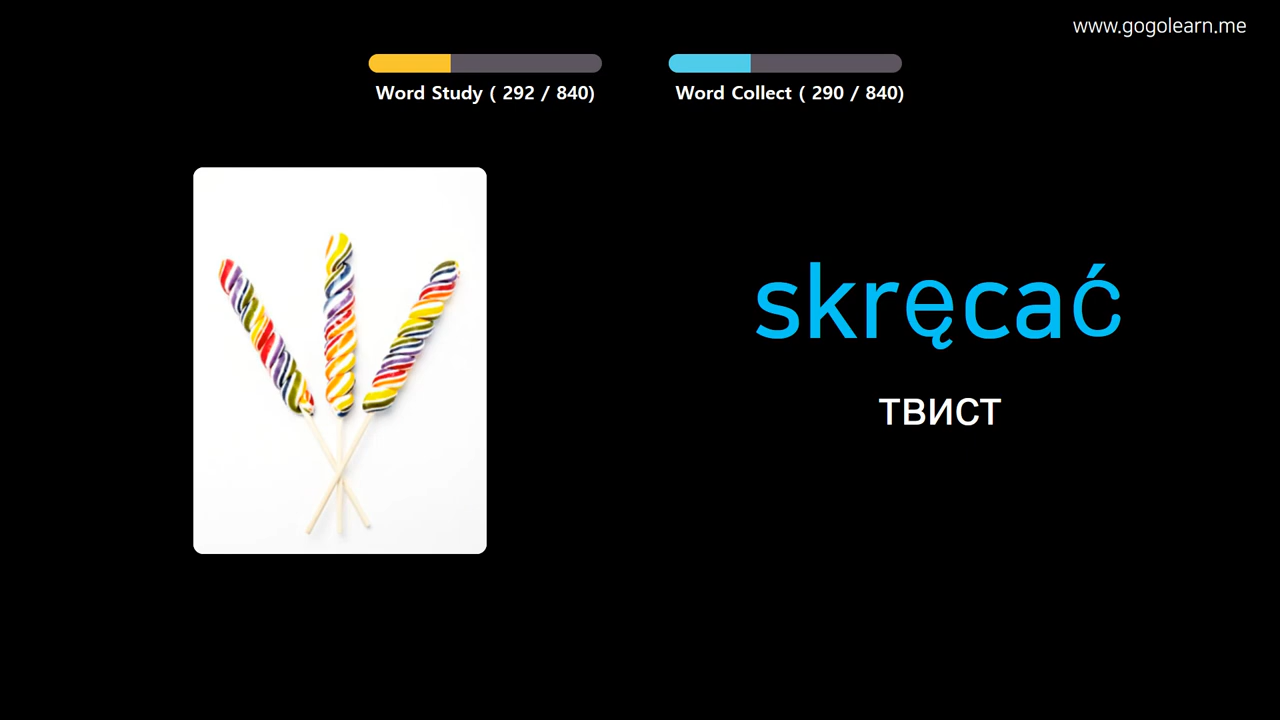 www.gogolearn.me
Word Study ( 292 / 840)
Word Collect ( 290 / 840)
skręcać
твист